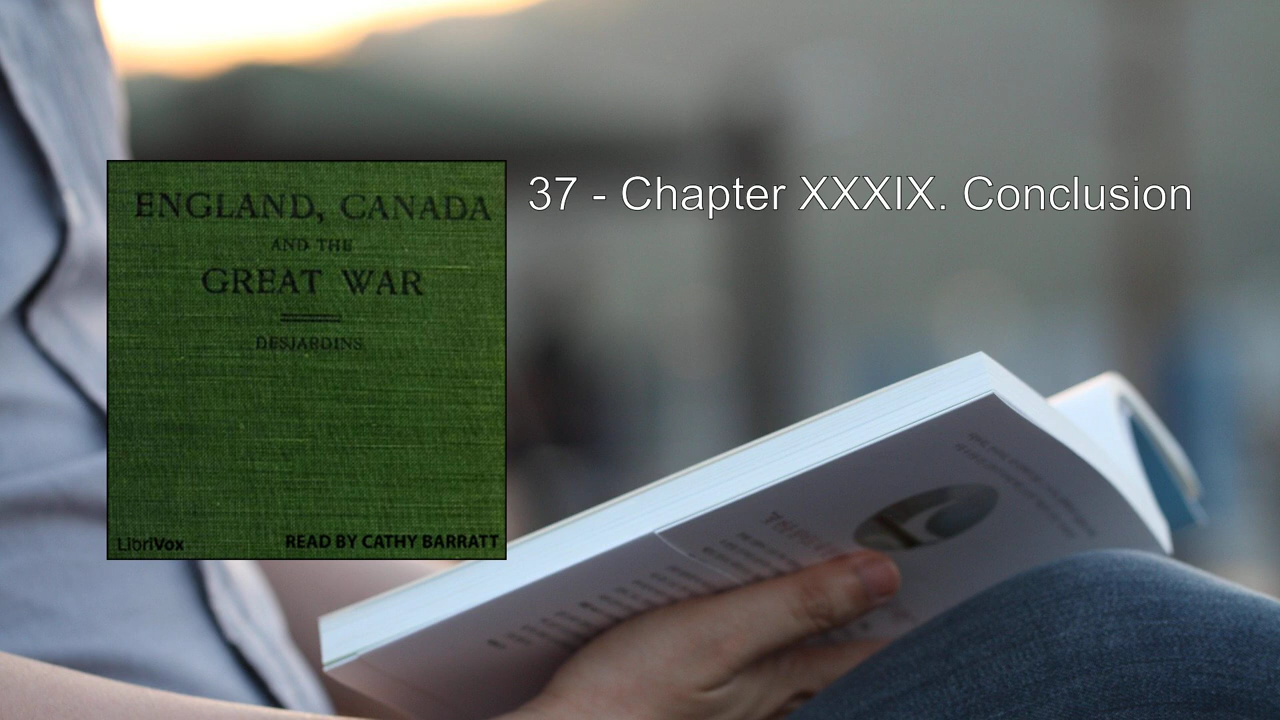 ENGLAND, CANADA
AND THE
GREAT WAR
DESJARDINS
LibriVox
READ BY CATHY BARRATT
37 - Chapter XXXIX. Conclusion